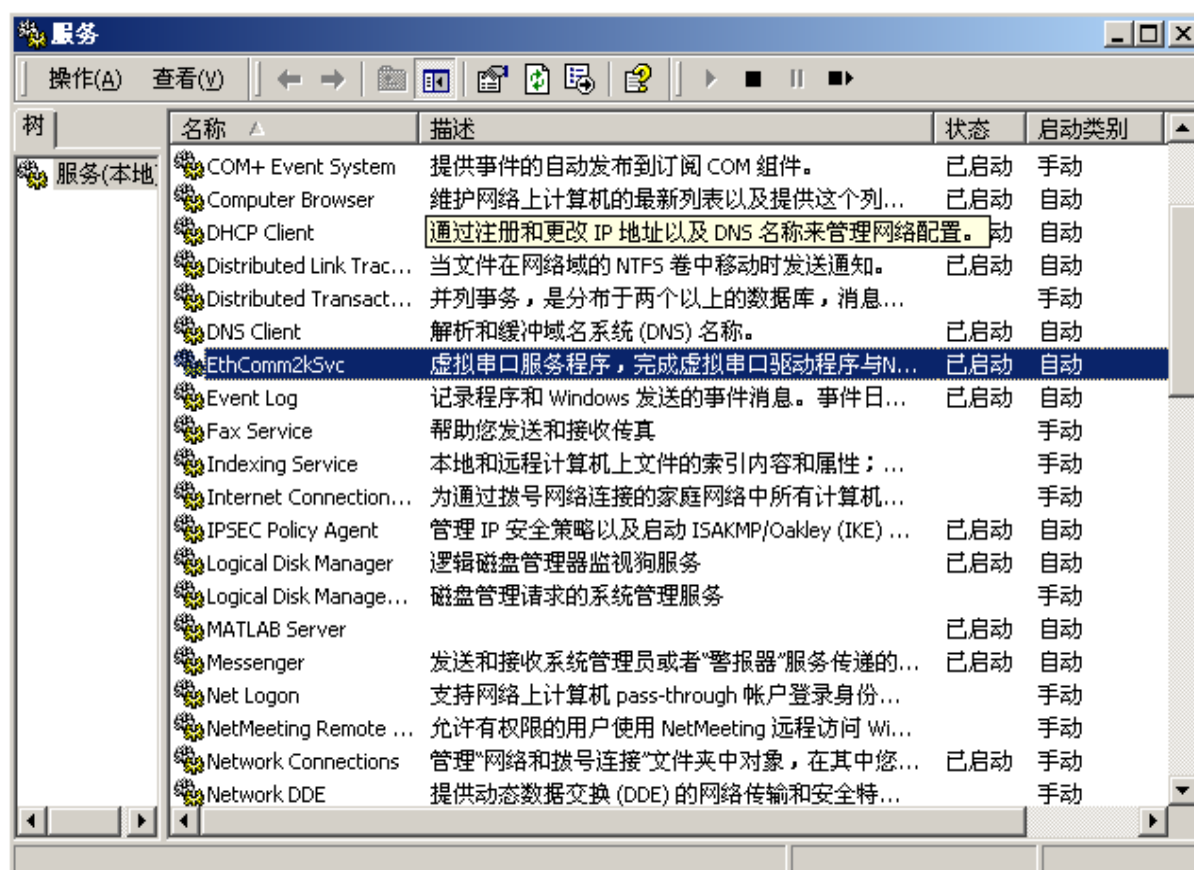 服务
操作(A) 查看(V)
树 名称 描述 状态 启动类别
服务(本地
COM+ Event System 提供事件的自动发布到订阅 COM 组件。 已启动 手动
Computer Browser 维护网络上计算机的最新列表以及提供这个列... 已启动 自动
DHCP Client 通过注册和更改 IP 地址以及 DNS 名称来管理网络配置。 动 自动
Distributed Link Trac... 当文件在网络域的 NTFS 卷中移动时发送通知。 已启动 自动
Distributed Transact... 并列事务，是分布于两个以上的数据库，消息... 手动
DNS Client 解析和缓冲域名系统 (DNS) 名称。 已启动 自动
EthComm2kSvc 虚拟串口服务程序，完成虚拟串口驱动程序与N... 已启动 自动
Event Log 记录程序和 Windows 发送的事件消息。事件日... 已启动 自动
Fax Service 帮助您发送和接收传真 手动
Indexing Service 本地和远程计算机上文件的索引内容和属性；... 手动
Internet Connection... 为通过拨号网络连接的家庭网络中所有计算机... 手动
IPSEC Policy Agent 管理 IP 安全策略以及启动 ISAKMP/Oakley (IKE) ... 已启动 自动
Logical Disk Manager 逻辑磁盘管理器监视狗服务 已启动 自动
Logical Disk Manage... 磁盘管理请求的系统管理服务 手动
MATLAB Server 已启动 自动
Messenger 发送和接收系统管理员或者“警报器”服务传递的... 已启动 自动
Net Logon 支持网络上计算机 pass-through 帐户登录身份... 手动
NetMeeting Remote ... 允许有权限的用户使用 NetMeeting 远程访问 Wi... 手动
Network Connections 管理“网络和拨号连接”文件夹中对象，在其中您... 已启动 手动
Network DDE 提供动态数据交换 (DDE) 的网络传输和安全特... 手动